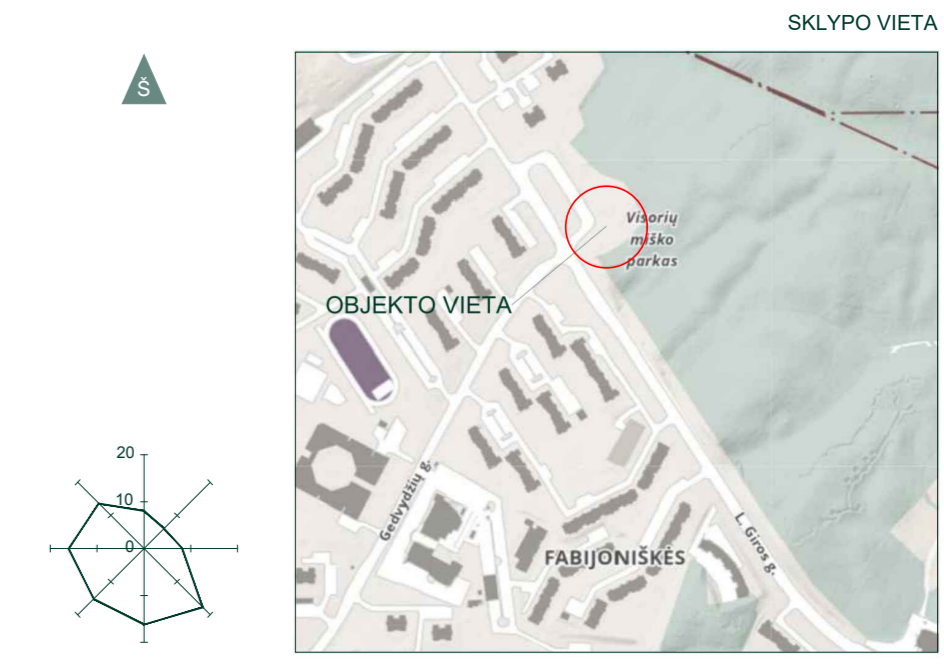 SKLYPO VIETA
Š
Visorių
miško
parkas
OBJEKTO VIETA
20
10
0
Gedvydžių g.
L. Giros g.
FABIJONIŠKĖS